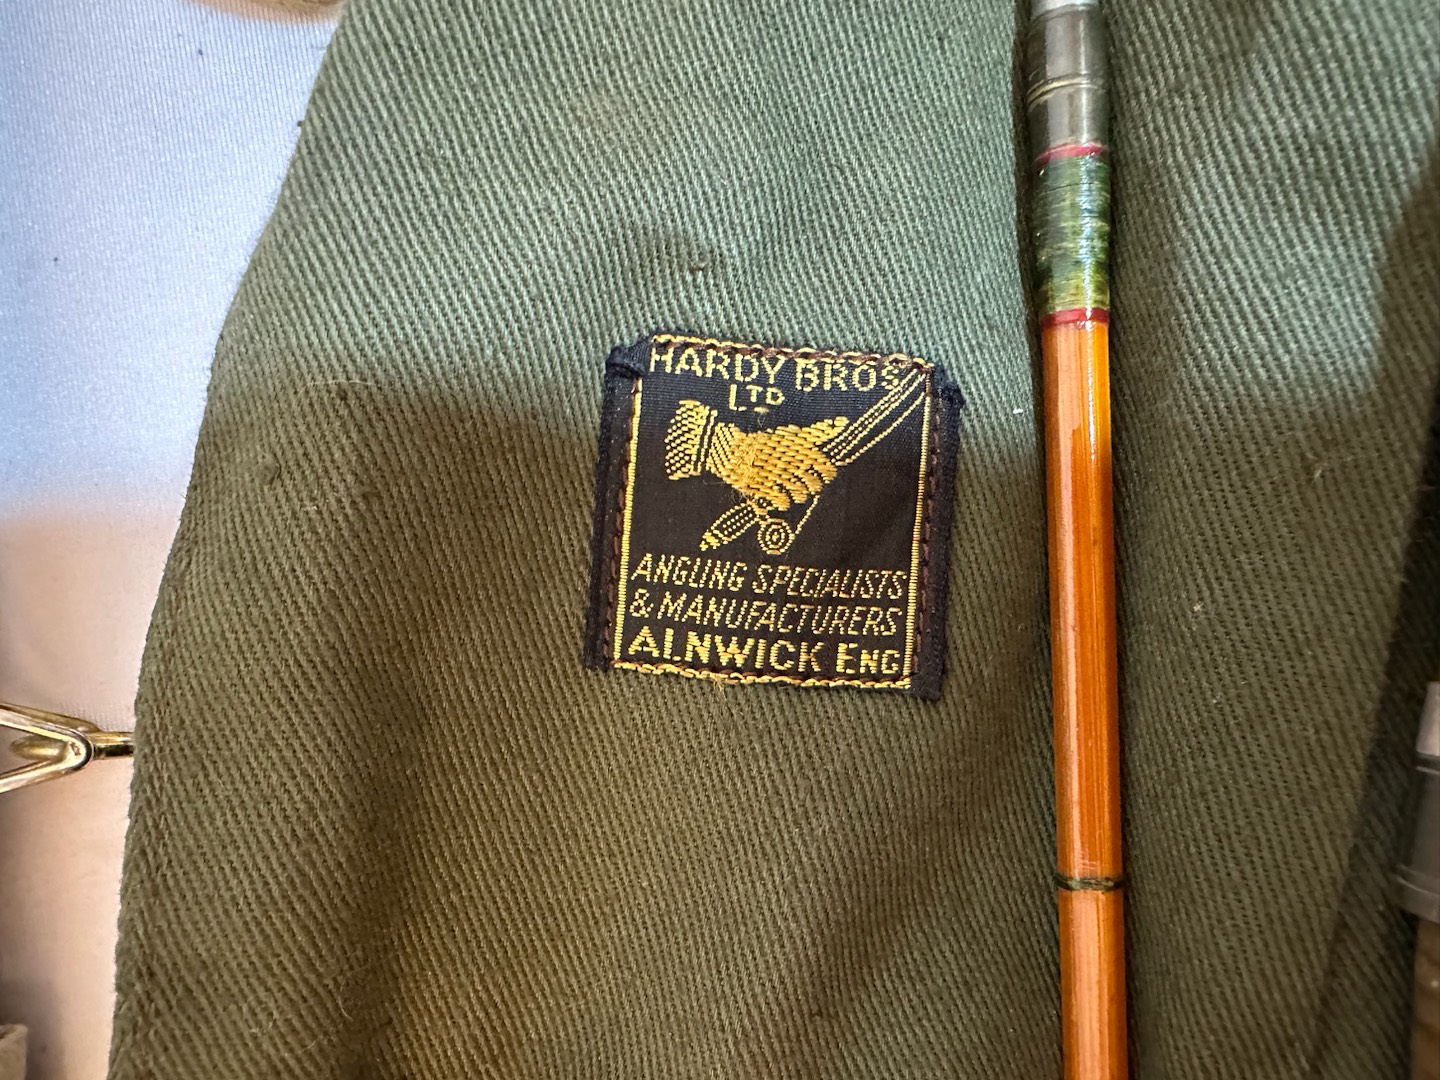 HARDY BROS
LTD
ANGLING SPECIALISTS
& MANUFACTURERS
ALNWICK ENG